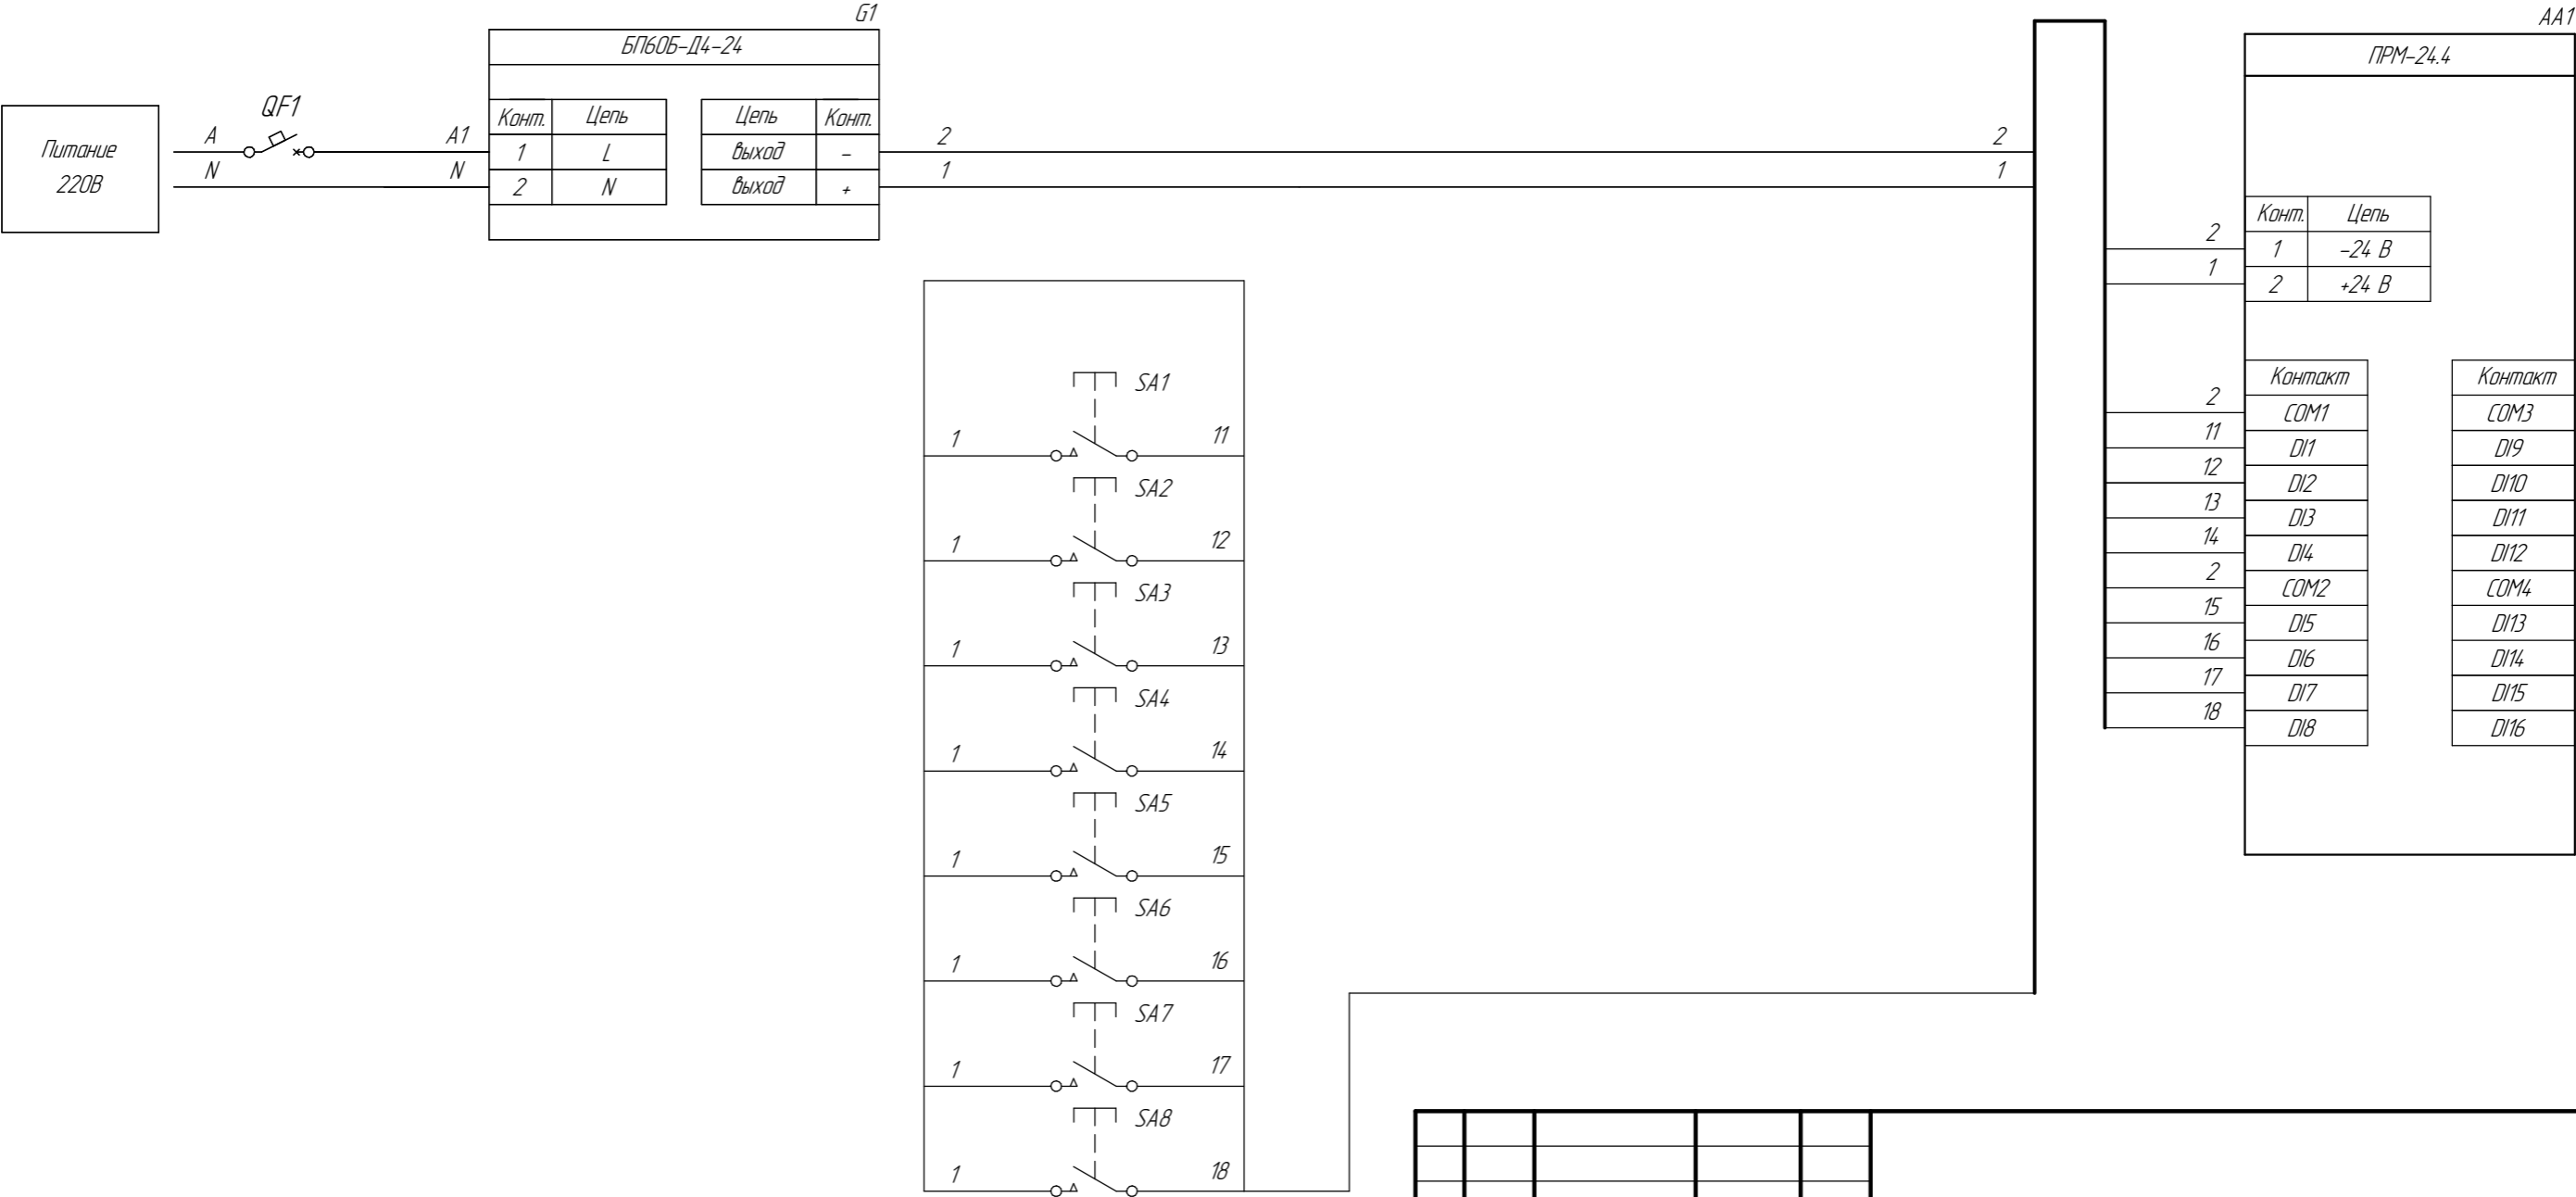 G1
AA1
БП60Б-Д4-24
ПРМ-24.4
Питание
220В
QF1
A
N
A1
N
Конт.
Цепь
1
L
2
N
Цепь
Конт.
выход
-
выход
+
2
1
2
1
2
1
Конт.
Цепь
1
-24 В
2
+24 В
SA1
1
11
SA2
1
12
SA3
1
13
SA4
1
14
SA5
1
15
SA6
1
16
SA7
1
17
SA8
1
18
Контакт
Контакт
2
COM1
COM3
11
DI1
DI9
12
DI2
DI10
13
DI3
DI11
14
DI4
DI12
2
COM2
COM4
15
DI5
DI13
16
DI6
DI14
17
DI7
DI15
18
DI8
DI16